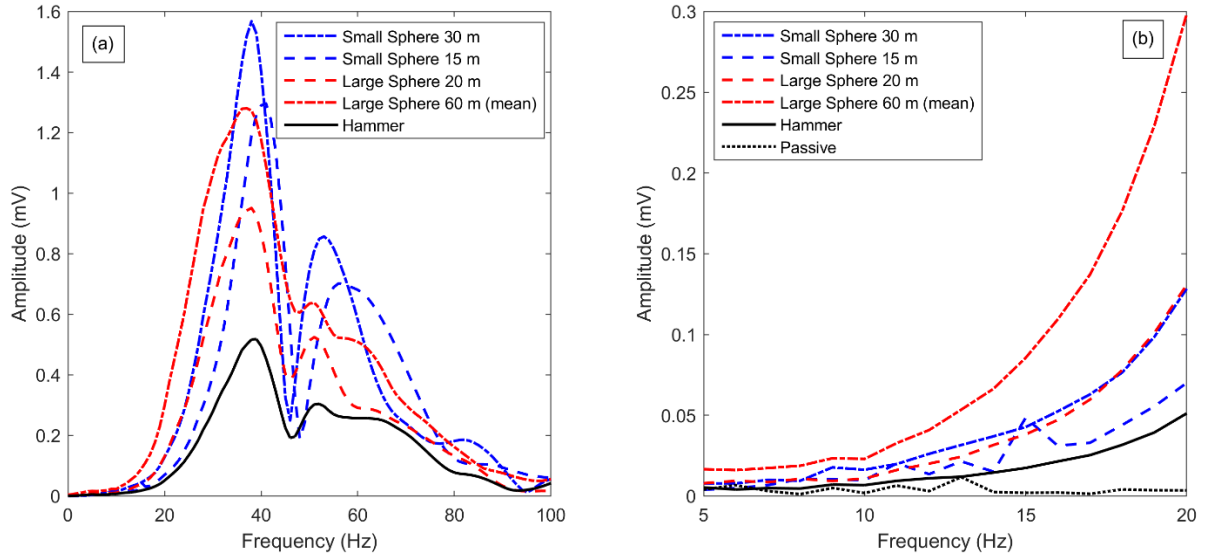 (a)
Small Sphere 30 m
Small Sphere 15 m
Large Sphere 20 m
Large Sphere 60 m (mean)
Hammer
Amplitude (mV)
1.6
1.4
1.2
1
0.8
0.6
0.4
0.2
0
0 20 40 60 80 100
Frequency (Hz)
(b)
Small Sphere 30 m
Small Sphere 15 m
Large Sphere 20 m
Large Sphere 60 m (mean)
Hammer
Passive
Amplitude (mV)
0.3
0.25
0.2
0.15
0.1
0.05
0
5 10 15 20
Frequency (Hz)